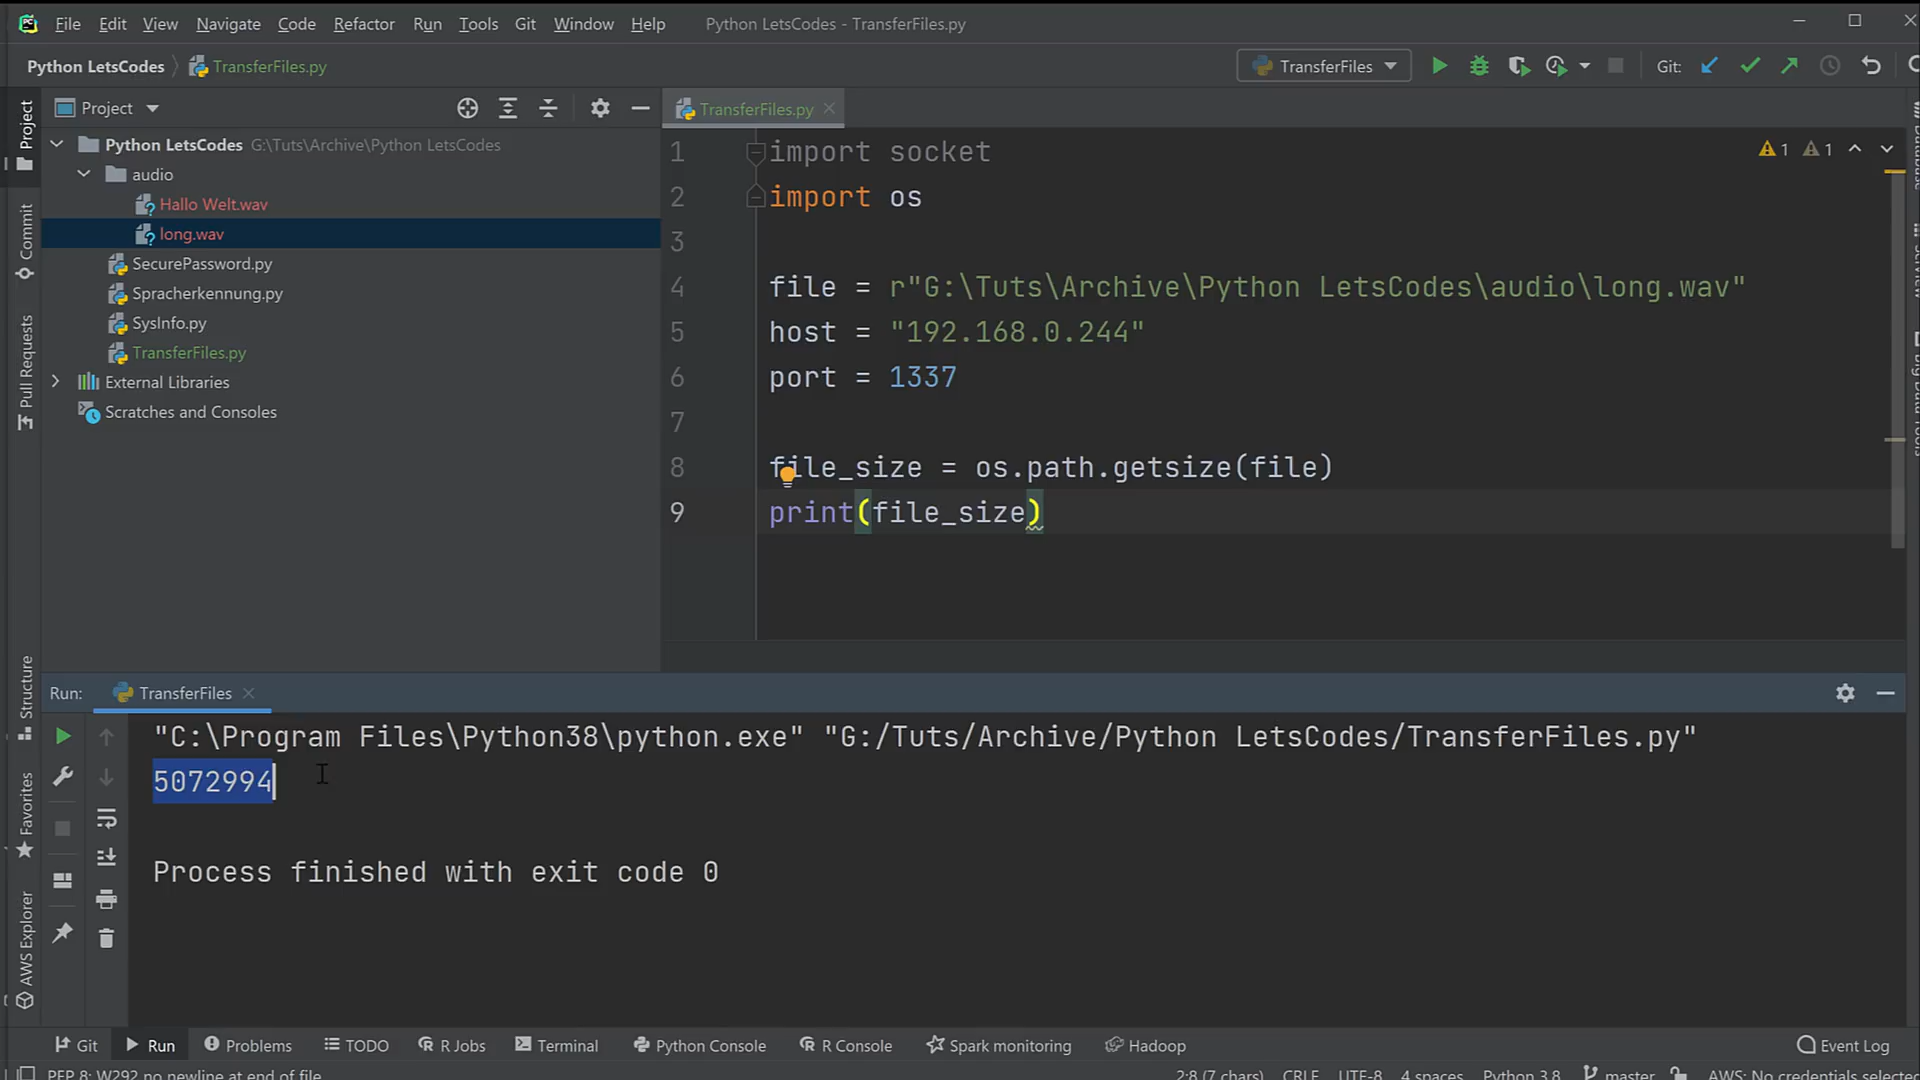 File Edit View Navigate Code Refactor Run Tools Git Window Help Python LetsCodes - TransferFiles.py
Python LetsCodes TransferFiles.py TransferFiles Git:
Project TransferFiles.py
Python LetsCodes G:\Tuts\Archive\Python LetsCodes
audio
Hallo Welt.wav
long.wav
SecurePassword.py
Spracherkennung.py
SysInfo.py
TransferFiles.py
External Libraries
Scratches and Consoles
Project
Commit
Pull Requests
Structure
Favorites
AWS Explorer
1 import socket
2 import os
3
4 file = r"G:\Tuts\Archive\Python LetsCodes\audio\long.wav"
5 host = "192.168.0.244"
6 port = 1337
7
8 file_size = os.path.getsize(file)
9 print(file_size)
1 1
Run: TransferFiles
"C:\Program Files\Python38\python.exe" "G:/Tuts/Archive/Python LetsCodes/TransferFiles.py"
5072994
Process finished with exit code 0
Git Run Problems TODO R Jobs Terminal Python Console R Console Spark monitoring Hadoop Event Log
PEP 8: W292 no newline at end of file 2:8 (7 chars) CRLF UTF-8 4 spaces Python 3.8 master AWS: No credentials selected